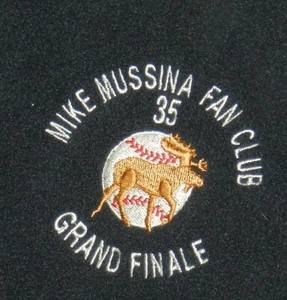 MIKE MUSSINA FAN CLUB
35
GRAND FINALE